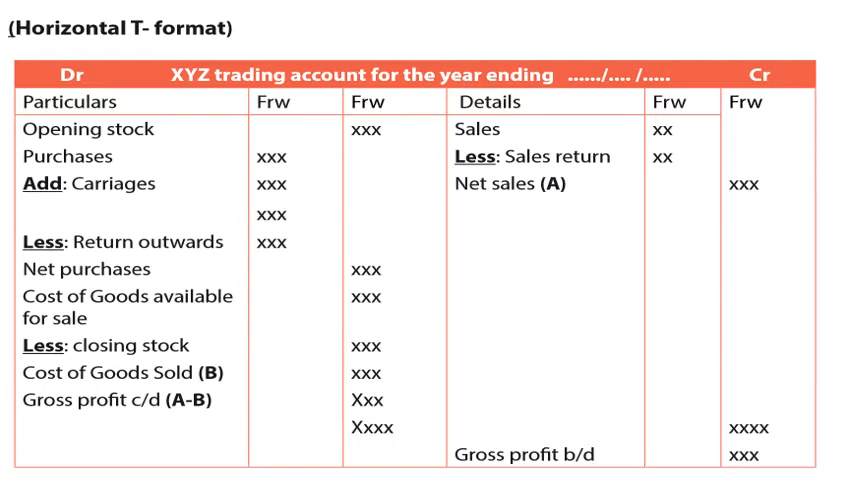 (Horizontal T- format)
Dr XYZ trading account for the year ending ....../.... /..... Cr
Particulars Frw Frw Details Frw Frw
Opening stock xxx Sales xx
Purchases xxx Less: Sales return xx
Add: Carriages xxx Net sales (A) xxx
xxx
Less: Return outwards xxx
Net purchases xxx
Cost of Goods available xxx
for sale
Less: closing stock xxx
Cost of Goods Sold (B) xxx
Gross profit c/d (A-B) Xxx
Xxxx xxxx
Gross profit b/d xxx